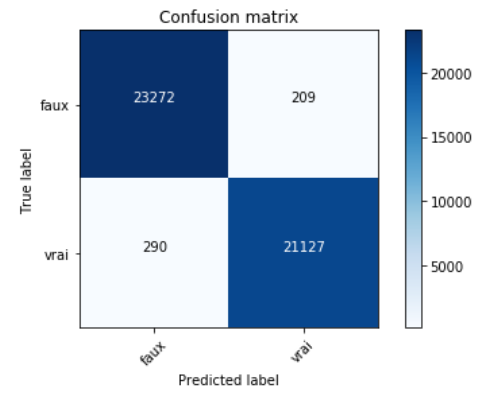 Confusion matrix
True label
faux
23272
209
vrai
290
21127
faux
vrai
Predicted label
20000
15000
10000
5000